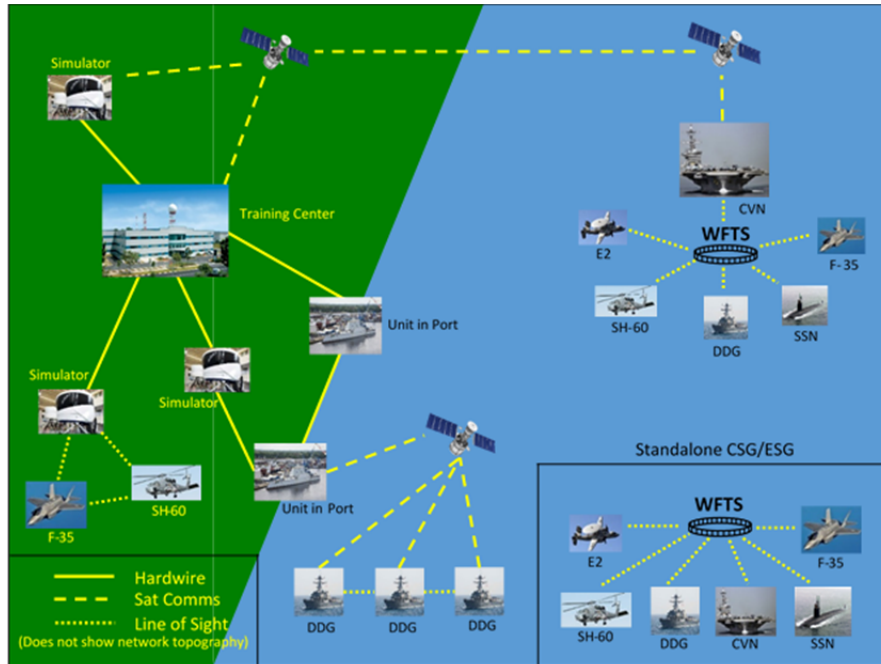 Simulator
Training Center
CVN
WFTS
E2
F-35
SH-60
DDG
SSN
Unit in Port
Simulator
Simulator
F-35
SH-60
Unit in Port
Hardwire
Sat Comms
Line of Sight
(Does not show network topography)
DDG
DDG
DDG
Standalone CSG/ESG
WFTS
E2
F-35
SH-60
DDG
CVN
SSN